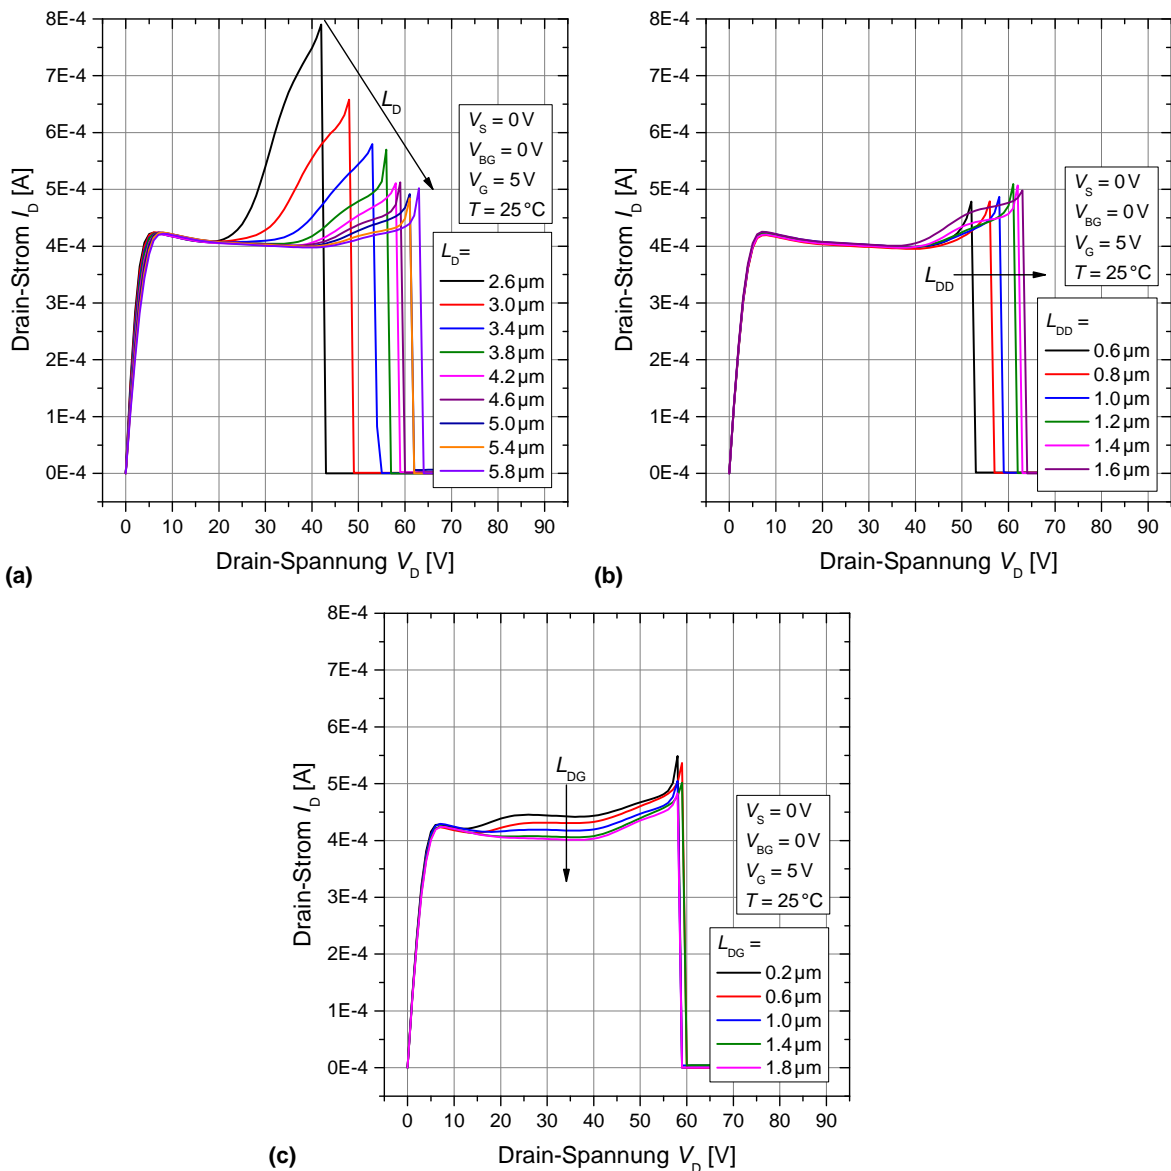 8E-4
7E-4
6E-4
5E-4
4E-4
3E-4
2E-4
1E-4
0E-4
Drain-Strom I_D [A]
L_D
V_S = 0 V
V_BG = 0 V
V_G = 5 V
T = 25 °C
L_D =
2.6 µm
3.0 µm
3.4 µm
3.8 µm
4.2 µm
4.6 µm
5.0 µm
5.4 µm
5.8 µm
0 10 20 30 40 50 60 70 80 90
Drain-Spannung V_D [V]
(a)
8E-4
7E-4
6E-4
5E-4
4E-4
3E-4
2E-4
1E-4
0E-4
Drain-Strom I_D [A]
L_DD
V_S = 0 V
V_BG = 0 V
V_G = 5 V
T = 25 °C
L_DD =
0.6 µm
0.8 µm
1.0 µm
1.2 µm
1.4 µm
1.6 µm
0 10 20 30 40 50 60 70 80 90
Drain-Spannung V_D [V]
(b)
8E-4
7E-4
6E-4
5E-4
4E-4
3E-4
2E-4
1E-4
0E-4
Drain-Strom I_D [A]
L_DG
V_S = 0 V
V_BG = 0 V
V_G = 5 V
T = 25 °C
L_DG =
0.2 µm
0.6 µm
1.0 µm
1.4 µm
1.8 µm
0 10 20 30 40 50 60 70 80 90
Drain-Spannung V_D [V]
(c)